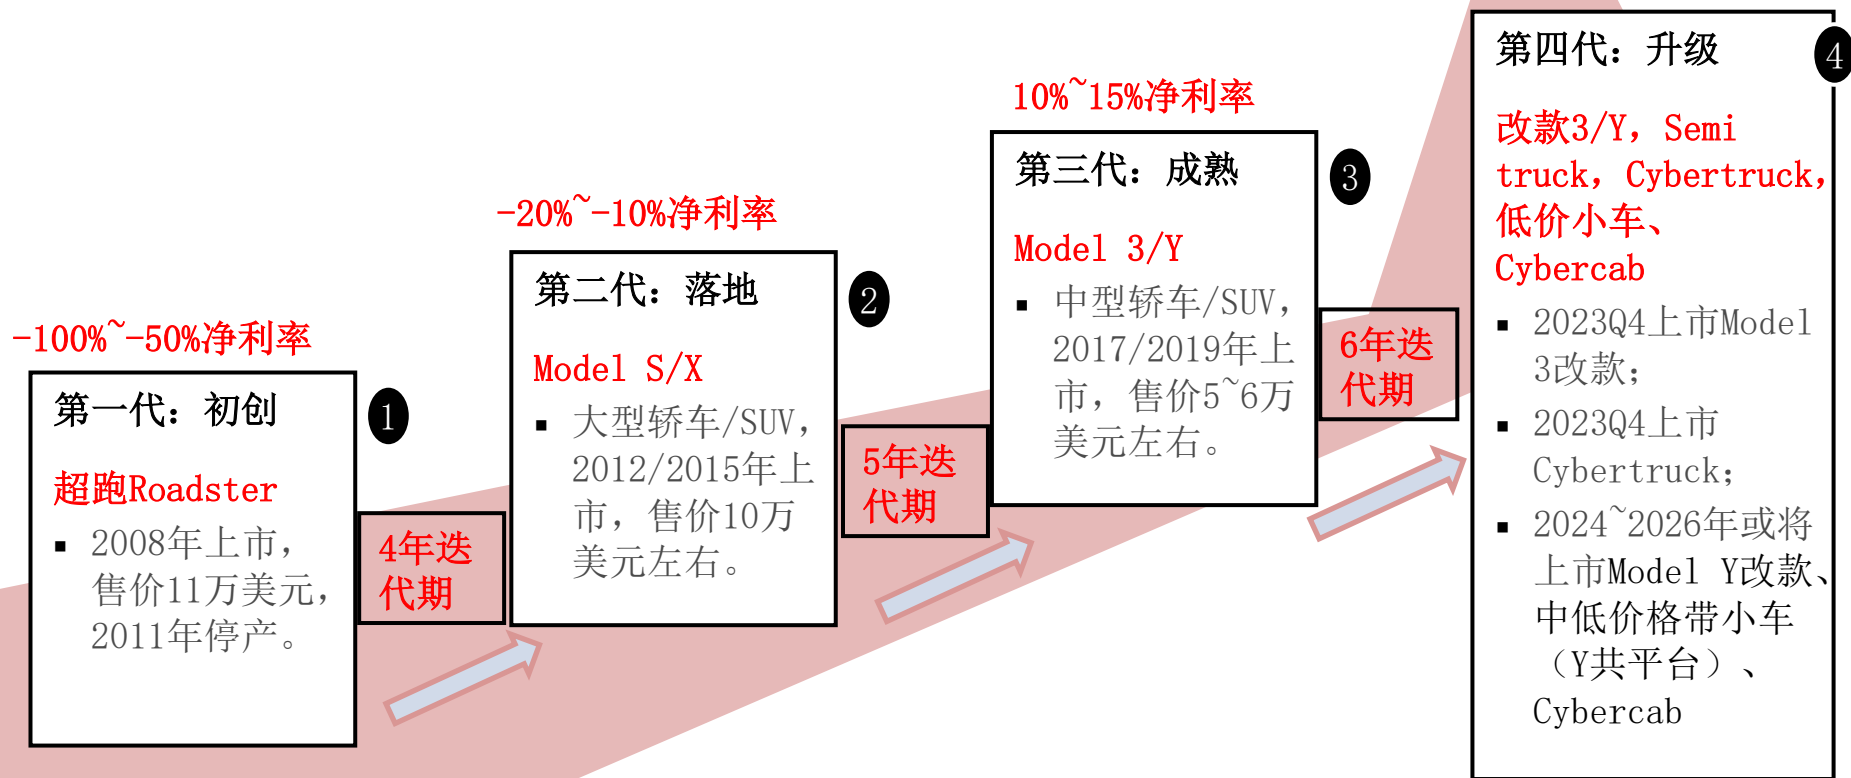 -100%~-50%净利率
第一代：初创
1
超跑Roadster
▪ 2008年上市，
售价11万美元，
2011年停产。
4年迭
代期
-20%~-10%净利率
第二代：落地
2
Model S/X
▪ 大型轿车/SUV，
2012/2015年上
市，售价10万
美元左右。
5年迭
代期
10%~15%净利率
第三代：成熟
3
Model 3/Y
▪ 中型轿车/SUV，
2017/2019年上
市，售价5~6万
美元左右。
6年迭
代期
第四代：升级
4
改款3/Y，Semi
truck，Cybertruck，
低价小车、
Cybercab
▪ 2023Q4上市Model
3改款；
▪ 2023Q4上市
Cybertruck；
▪ 2024~2026年或将
上市Model Y改款、
中低价格带小车
（Y共平台）、
Cybercab